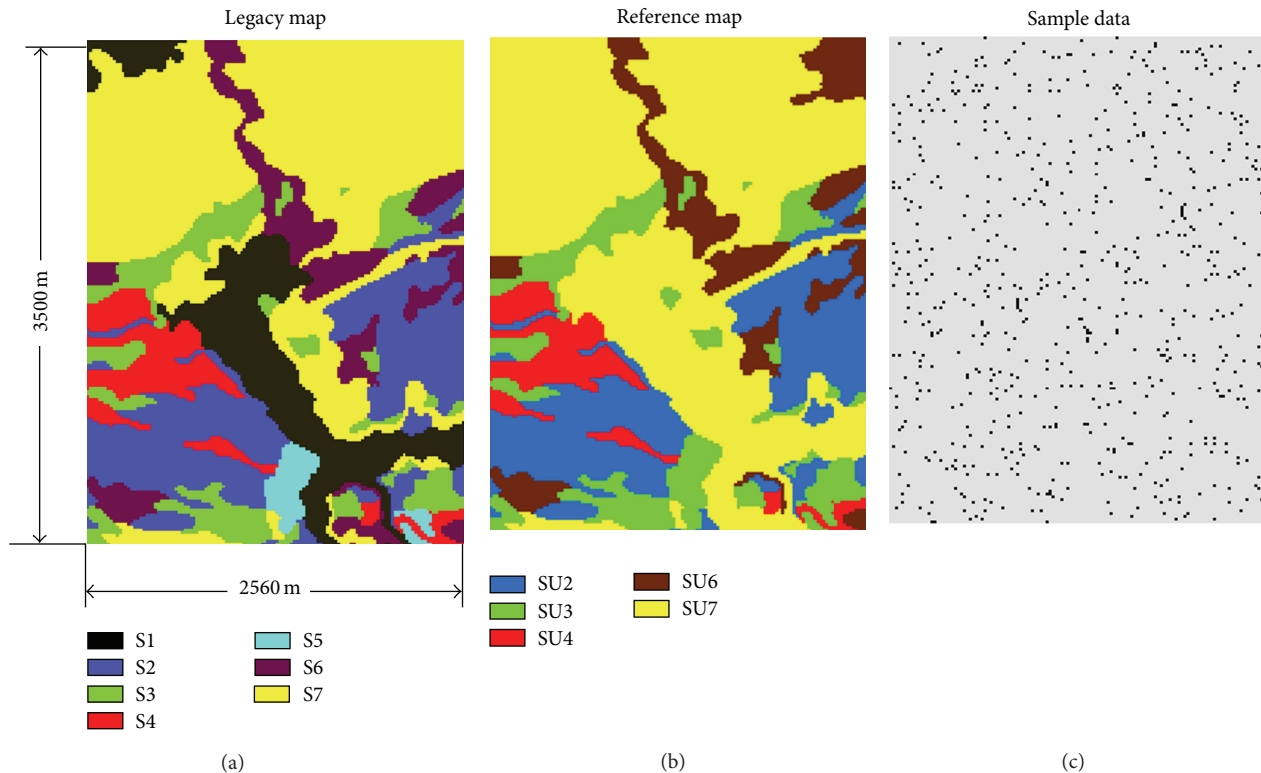 Legacy map
Reference map
Sample data
3500 m
2560 m
S1
S2
S3
S4
S5
S6
S7
SU2
SU3
SU4
SU6
SU7
(a)
(b)
(c)